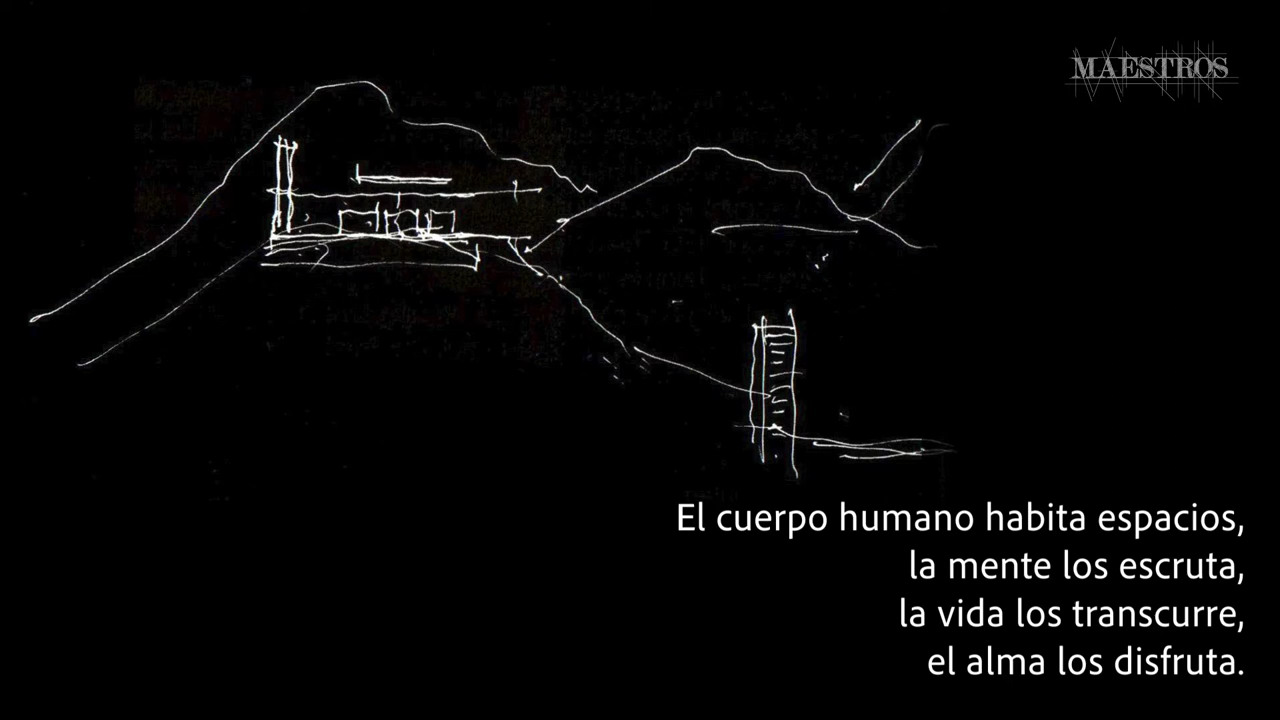 MAESTROS
El cuerpo humano habita espacios,
la mente los escruta,
la vida los transcurre,
el alma los disfruta.